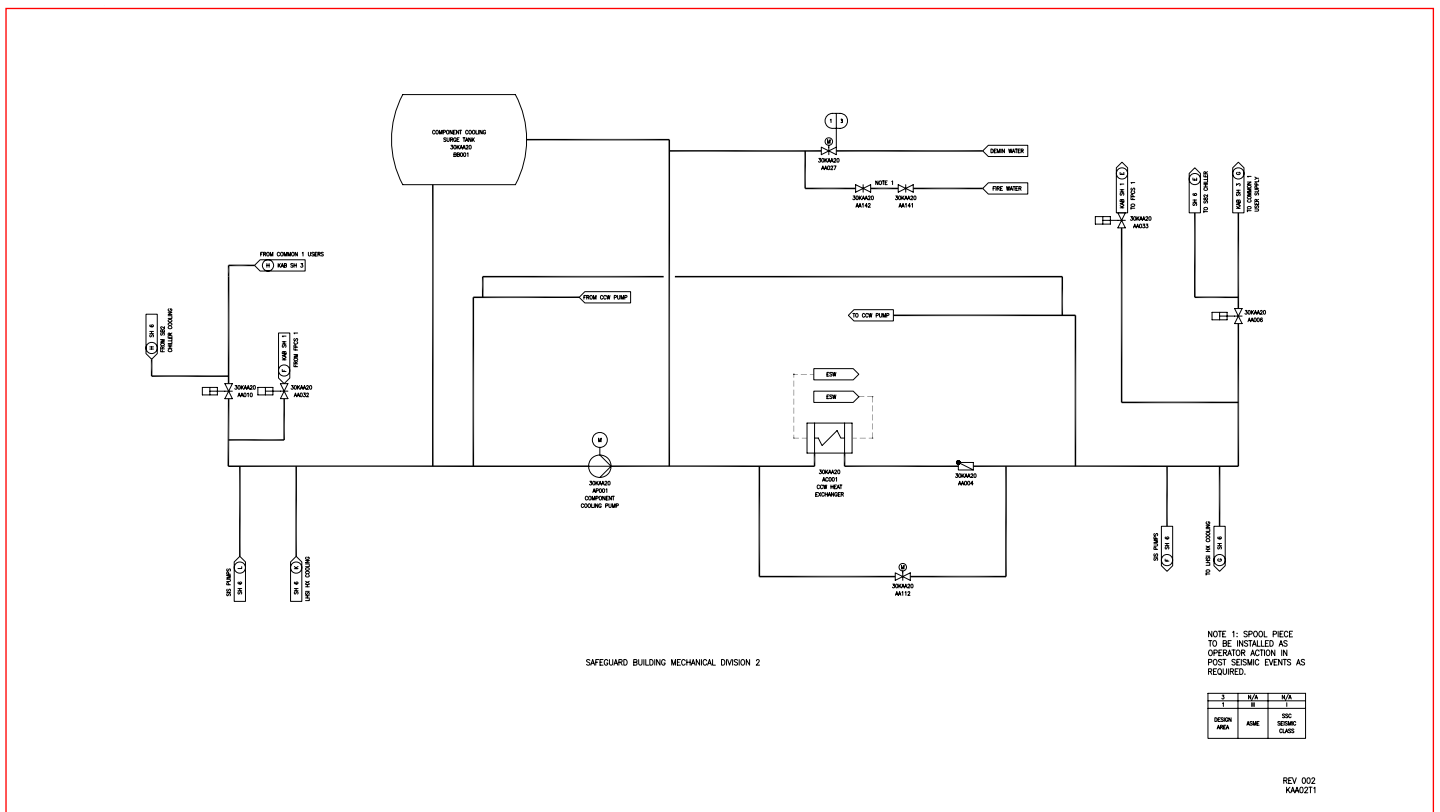 COMPONENT COOLING
SURGE TANK
30KAA20
BB001
1 3
M
30KAA20
AA027
DEMIN WATER
NOTE 1
FIRE WATER
30KAA20
AA142
30KAA20
AA141
KAB SH 1 E
TO FPCS 1
SH 6 E
TO SB2 CHILLER
KAB SH 3 G
TO COMMON 1
USER SUPPLY
30KAA20
AA033
FROM COMMON 1 USERS
H KAB SH 3
FROM CCW PUMP
TO CCW PUMP
30KAA20
AA006
H SH 6
FROM SB2
CHILLER COOLING
F KAB SH 1
FROM FPCS 1
30KAA20
AA010
30KAA20
AA032
ESW
ESW
M
30KAA20
AP001
COMPONENT
COOLING PUMP
30KAA20
AC001
CCW HEAT
EXCHANGER
30KAA20
AA004
SIS PUMPS
SH 6 L
SH 6 K
LHSI HX COOLING
M
30KAA20
AA112
SIS PUMPS
F SH 6
TO LHSI HX COOLING
G SH 6
SAFEGUARD BUILDING MECHANICAL DIVISION 2
NOTE 1: SPOOL PIECE
TO BE INSTALLED AS
OPERATOR ACTION IN
POST SEISMIC EVENTS AS
REQUIRED.
3 N/A N/A
1 III I
DESIGN
AREA
ASME
SSC
SEISMIC
CLASS
REV 002
KAA02T1